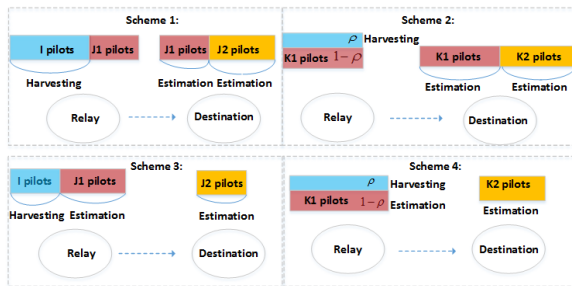 Scheme 1:
I pilots J1 pilots J1 pilots J2 pilots
Harvesting Estimation Estimation
Relay Destination
Scheme 2:
ρ Harvesting
K1 pilots 1−ρ K1 pilots K2 pilots
Estimation Estimation
Relay Destination
Scheme 3:
I pilots J1 pilots J2 pilots
Harvesting Estimation Estimation
Relay Destination
Scheme 4:
ρ Harvesting K2 pilots
K1 pilots 1−ρ Estimation Estimation
Relay Destination